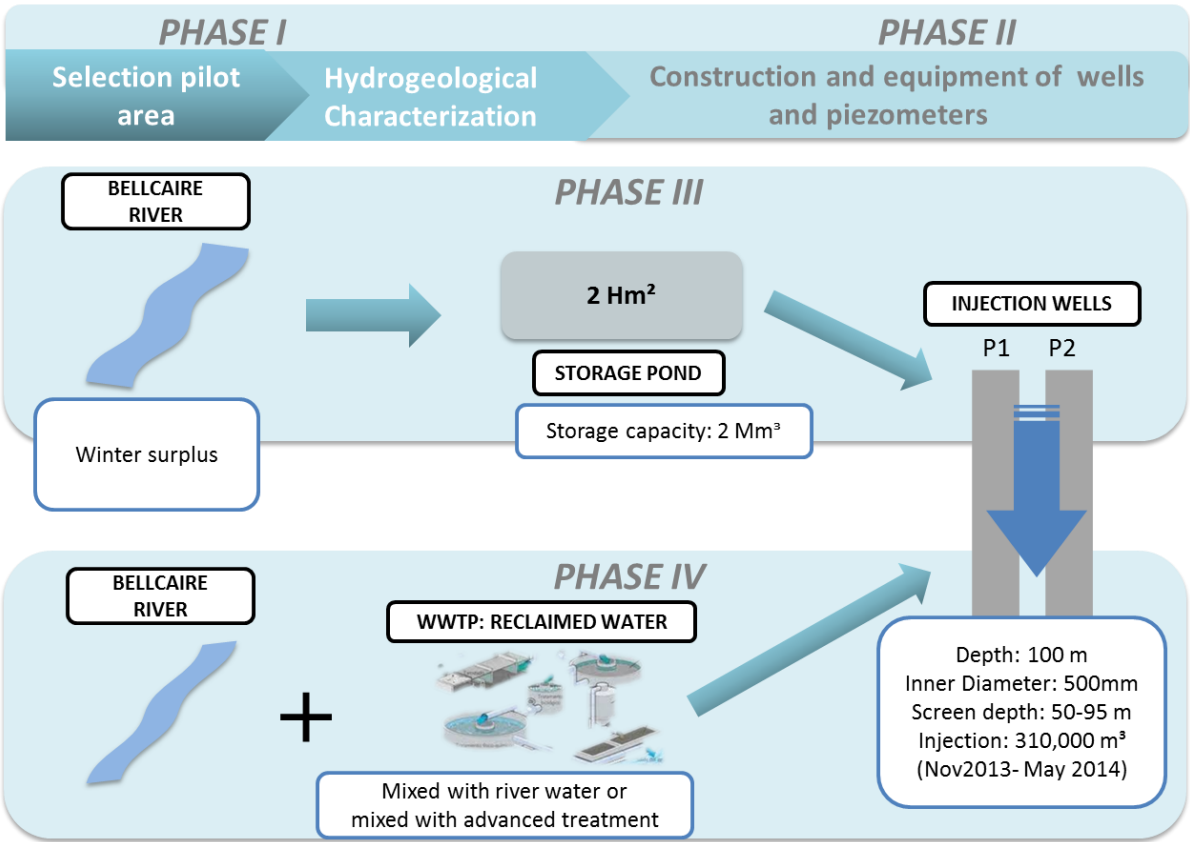 PHASE I
PHASE II
Selection pilot
area
Hydrogeological
Characterization
Construction and equipment of wells
and piezometers
PHASE III
BELLCAIRE
RIVER
Winter surplus
2 Hm²
STORAGE POND
Storage capacity: 2 Mm³
INJECTION WELLS
P1 P2
PHASE IV
BELLCAIRE
RIVER
+
WWTP: RECLAIMED WATER
Mixed with river water or
mixed with advanced treatment
Depth: 100 m
Inner Diameter: 500mm
Screen depth: 50-95 m
Injection: 310,000 m³
(Nov2013- May 2014)